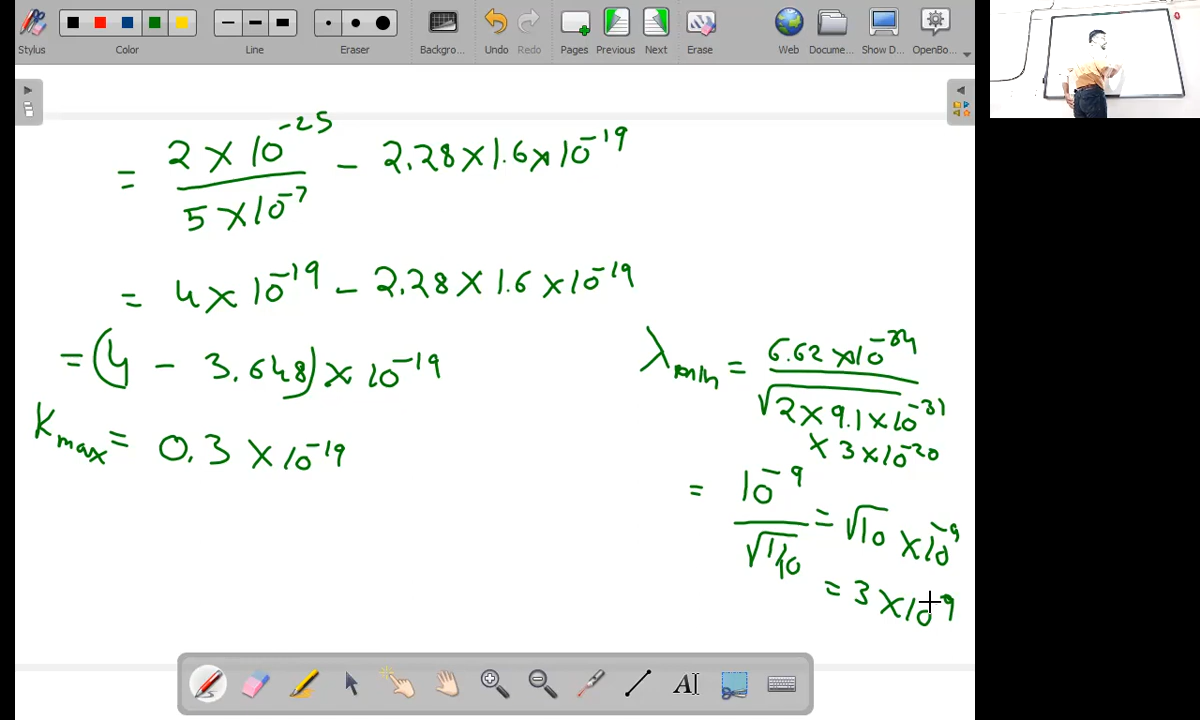 Stylus Color Line Eraser Backgro... Undo Redo Pages Previous Next Erase Web Docume... Show D... OpenBo...
= 2 × 10^-25 / 5 × 10^-7 - 2.28 × 1.6 × 10^-19
= 4 × 10^-19 - 2.28 × 1.6 × 10^-19
= (4 - 3.648) × 10^-19
Kmax = 0.3 × 10^-19
λmin = 6.62 × 10^-34 / √2 × 9.1 × 10^-31
× 3 × 10^-20
= 10^-9 / √1/10 = √10 × 10^-9
= 3 × 10^-9